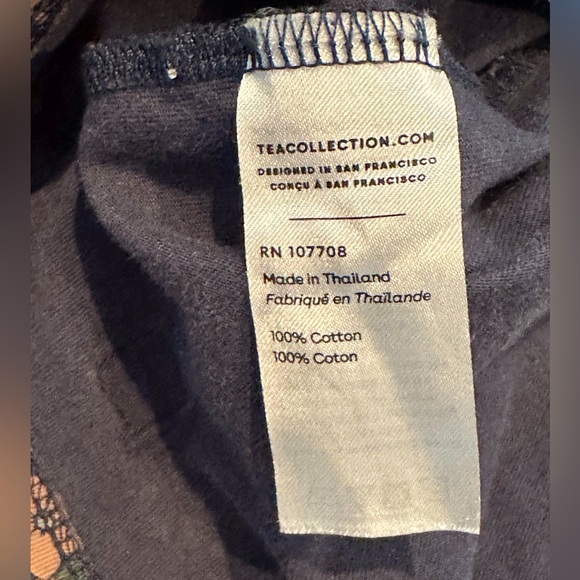 TEACOLLECTION.COM
DESIGNED IN SAN FRANCISCO
CONÇU À SAN FRANCISCO
RN 107708
Made in Thailand
Fabriqué en Thaïlande
100% Cotton
100% Coton